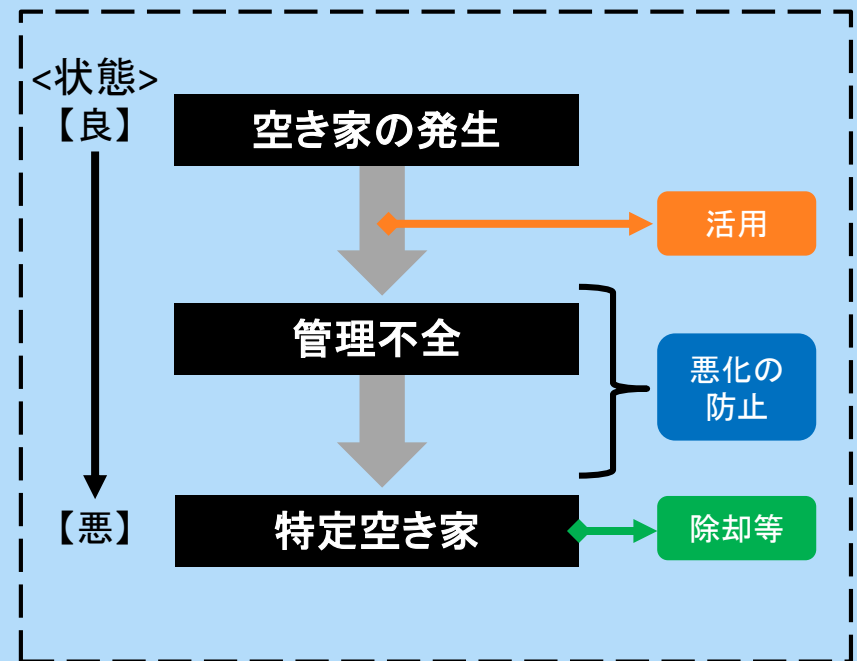 <状態>
【良】
空き家の発生
活用
管理不全
悪化の
防止
【悪】
特定空き家
除却等